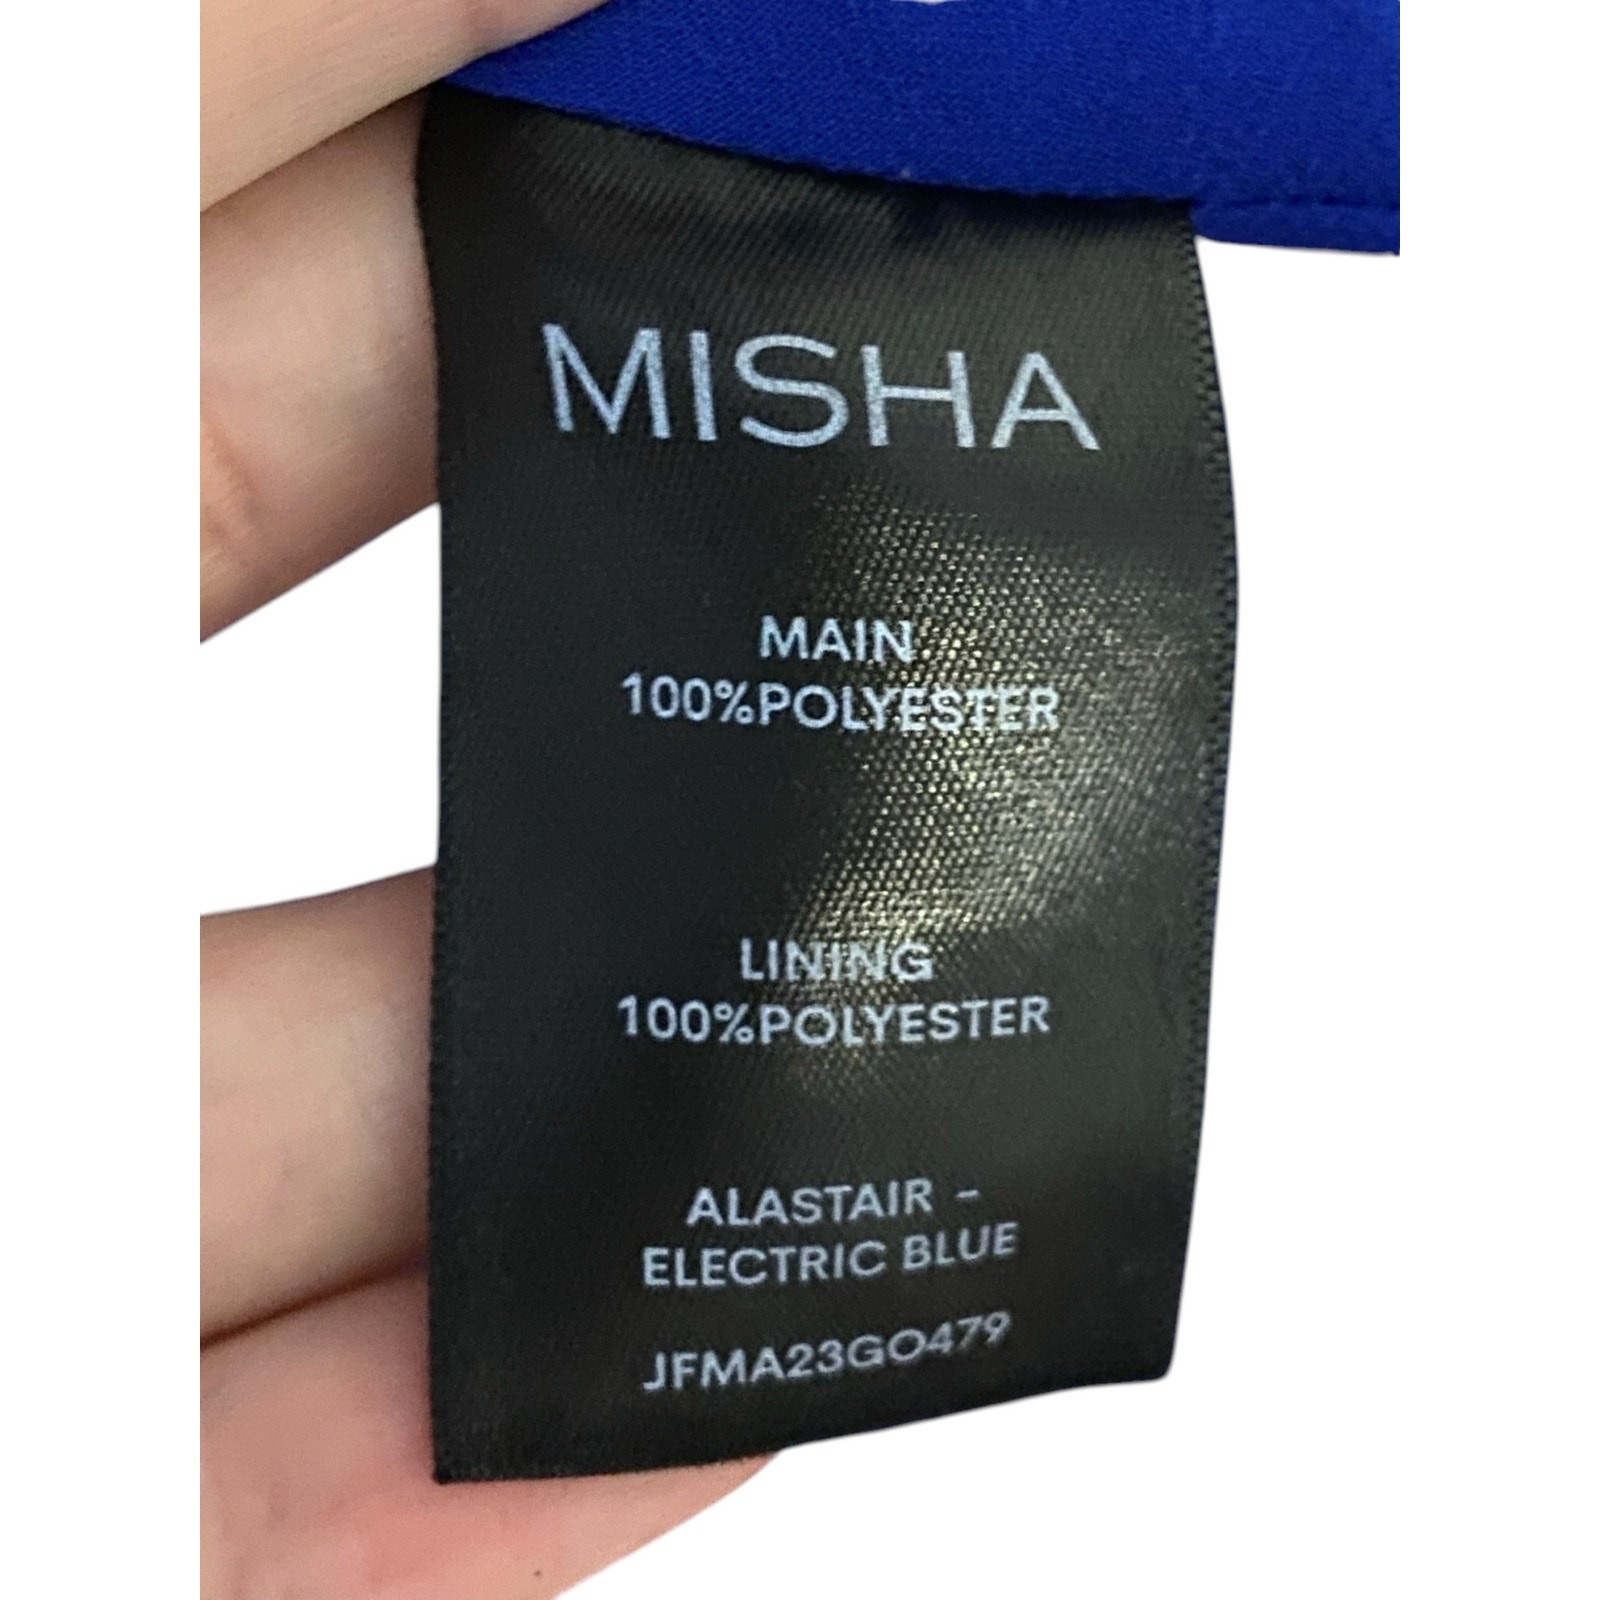 MISHA
MAIN
100%POLYESTER
LINING
100%POLYESTER
ALASTAIR -
ELECTRIC BLUE
JFMA23GO479